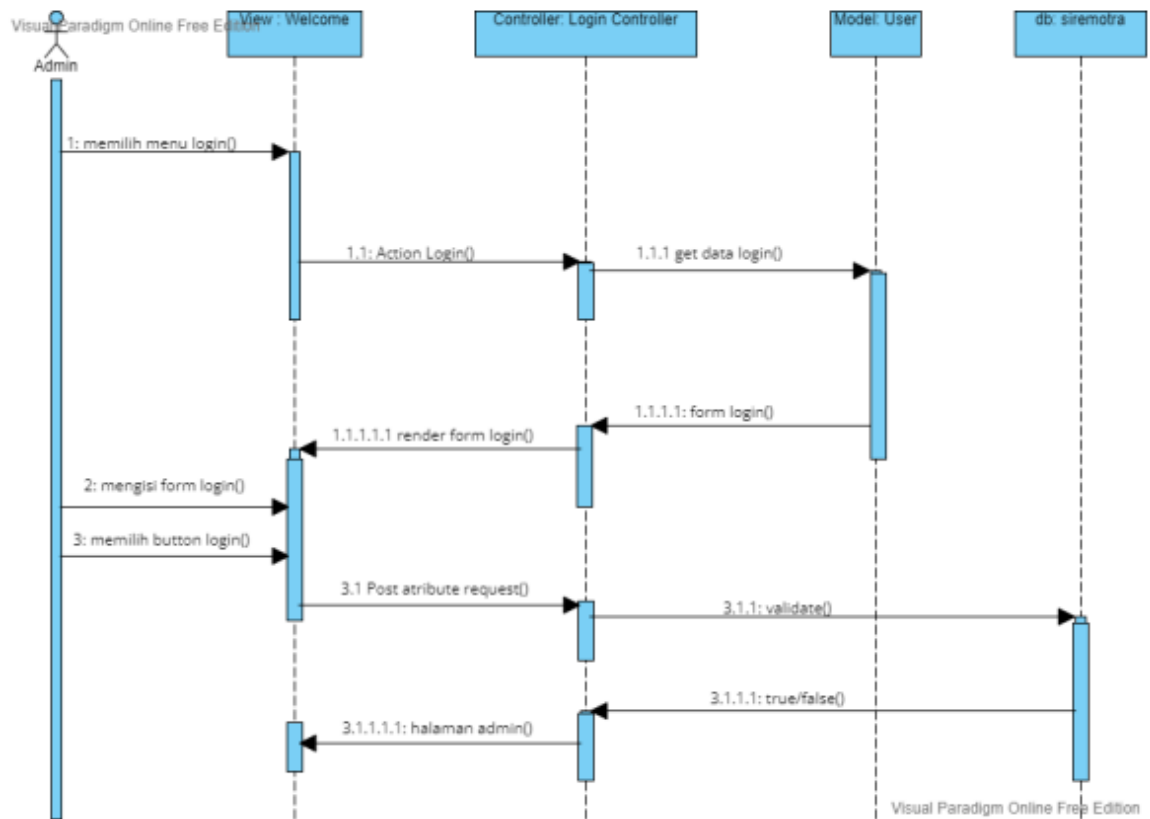 Visual Paradigm Online Free Edition
View : Welcome
Controller: Login Controller
Model: User
db: siremotra
Admin
1: memilih menu login()
1.1: Action Login()
1.1.1 get data login()
1.1.1.1: form login()
1.1.1.1.1 render form login()
2: mengisi form login()
3: memilih button login()
3.1 Post atribute request()
3.1.1: validate()
3.1.1.1: true/false()
3.1.1.1.1: halaman admin()
Visual Paradigm Online Free Edition